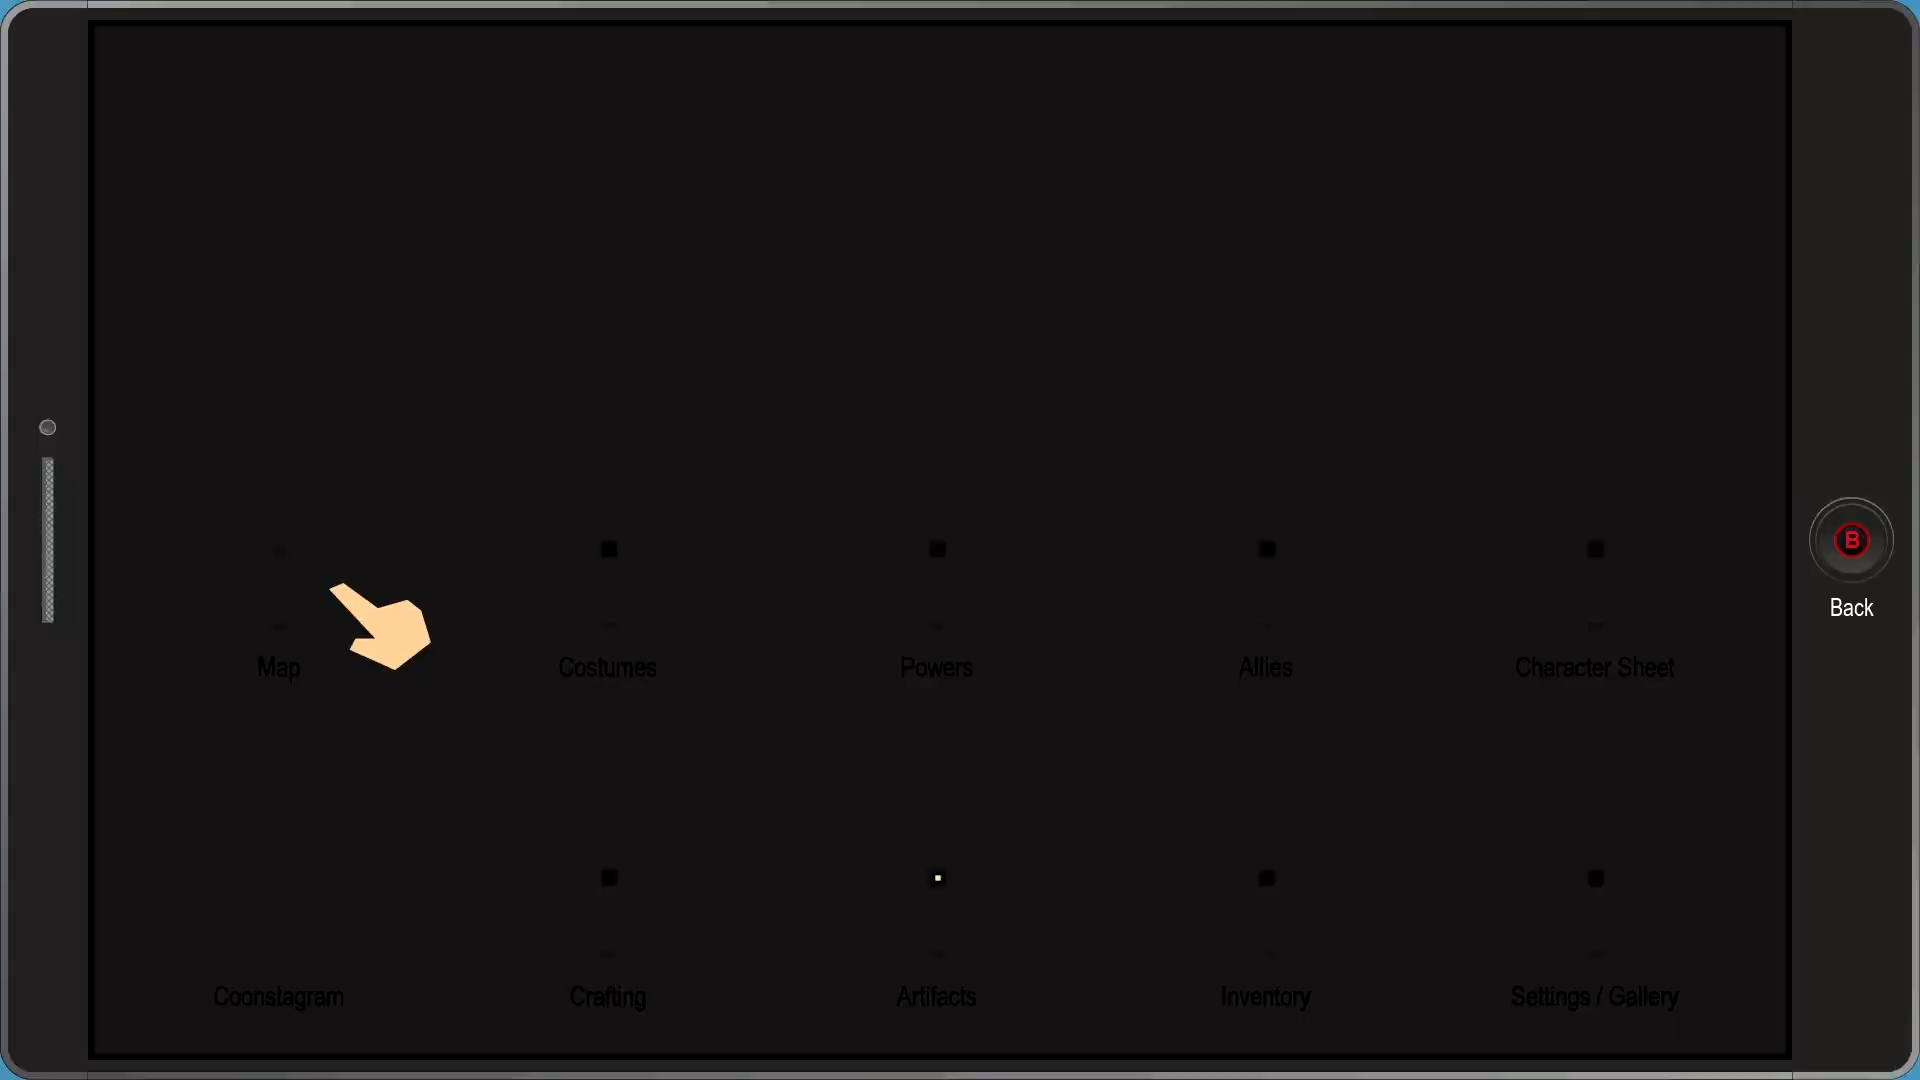 B
Back
Map
Costumes
Powers
Allies
Character Sheet
Coonstagram
Crafting
Artifacts
Inventory
Settings / Gallery